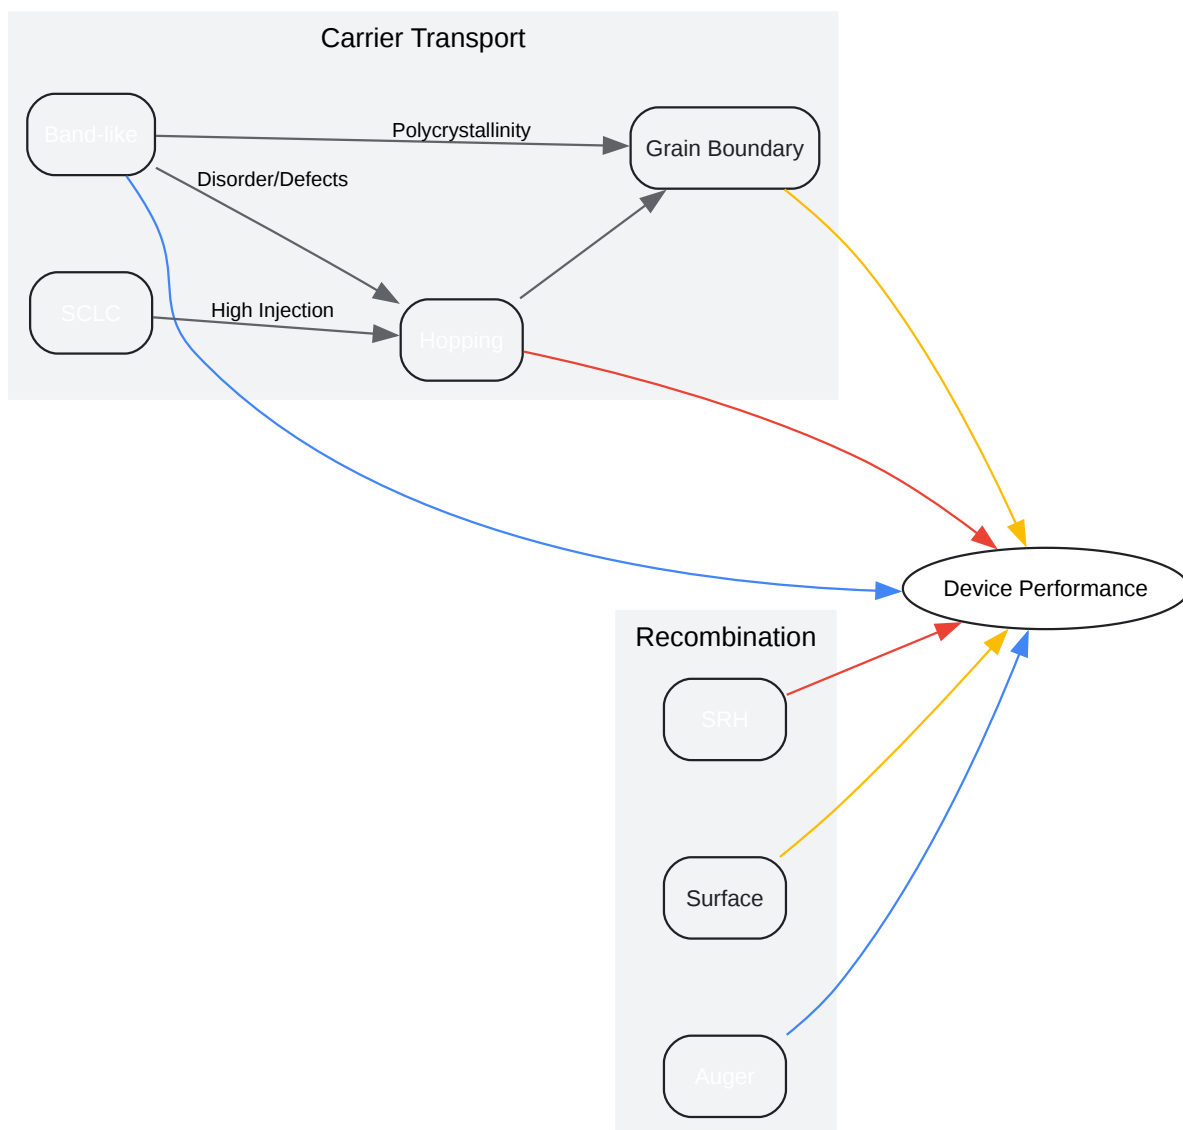 Carrier Transport
Band-like
Polycrystallinity
Grain Boundary
Disorder/Defects
SCLC
High Injection
Hopping
Device Performance
Recombination
SRH
Surface
Auger